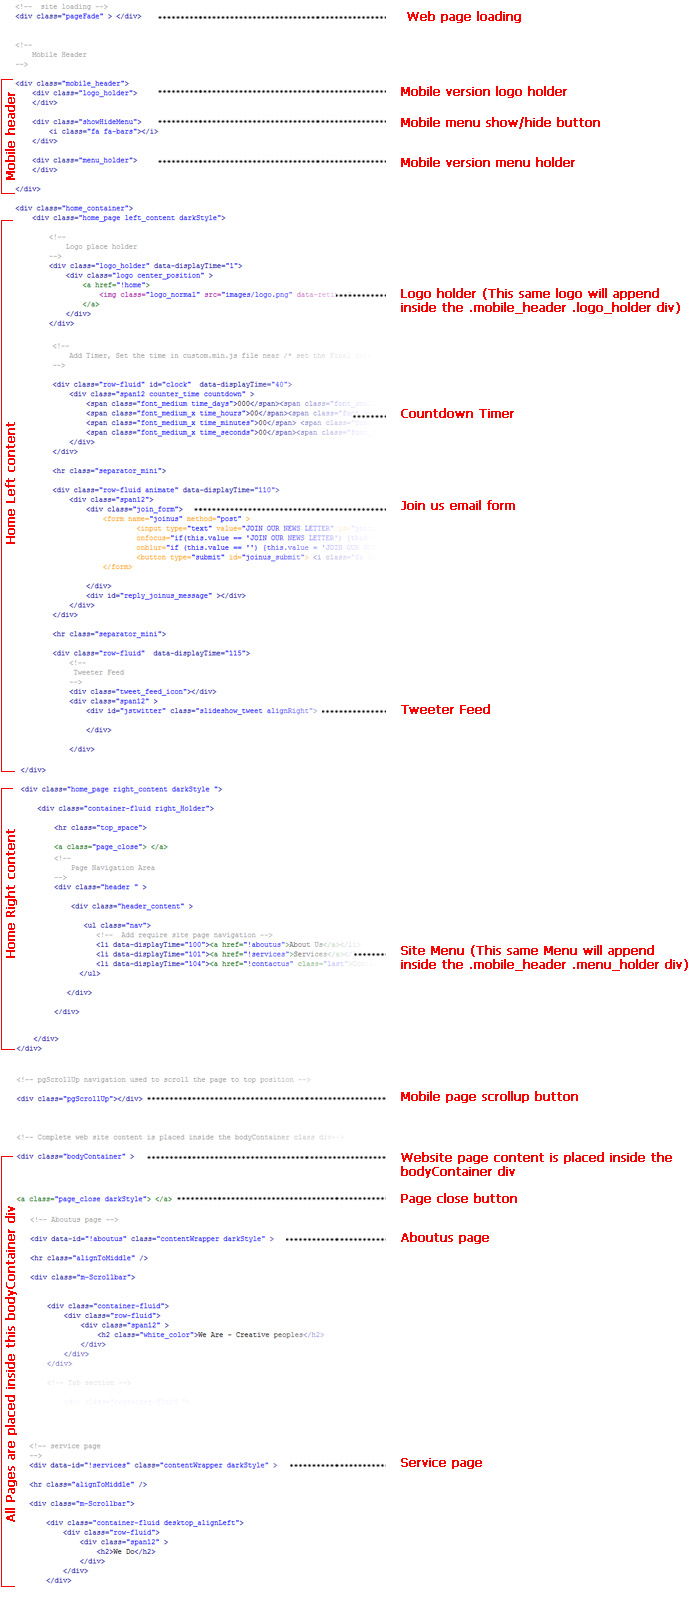 <!--  site loading -->
<div class="pageFade" > </div>
Web page loading
<!--
Mobile Header
-->
Mobile header
<div class="mobile_header">
<div class="logo_holder">
Mobile version logo holder
</div>
<div class="showHideMenu">
Mobile menu show/hide button
<i class="fa fa-bars"></i>
</div>
<div class="menu_holder">
Mobile version menu holder
</div>
</div>
<div class="home_container">
Home Left content
<div class="home_page left_content darkStyle">
<!--
Logo place holder
-->
<div class="logo_holder" data-displayTime="1">
<div class="logo center_position" >
<a href="!home">
<img class="logo_normal" src="images/logo.png" data-reti
Logo holder (This same logo will append
inside the .mobile_header .logo_holder div)
</a>
</div>
</div>
<!--
Add Timer, Set the time in custom.min.js file near /* set the
-->
<div class="row-fluid" id="clock"  data-displayTime="40">
<div class="span12 counter_time countdown" >
<span class="font_medium time_days">000</span><span class="font
<span class="font_medium_x time_hours">00</span><span class="
Countdown Timer
<span class="font_medium_x time_minutes">00</span> <span class="
<span class="font_medium_x time_seconds">00</span><span class="
</div>
</div>
<hr class="separator_mini">
<div class="row-fluid animate" data-displayTime="110">
<div class="span12">
<div class="join_form">
Join us email form
<form name="joinus" method="post" >
<input type="text" value="JOIN OUR NEWS LETTER"
onfocus="if(this.value == 'JOIN OUR NEWS LETTER')
onblur="if (this.value == '') {this.value = 'JOIN OUR
<button type="submit" id="joinus_submit"> <i class="
</form>
</div>
<div id="reply_joinus_message" ></div>
</div>
</div>
<hr class="separator_mini">
<div class="row-fluid"  data-displayTime="115">
<!--
Tweeter Feed
-->
<div class="tweet_feed_icon"></div>
<div class="span12" >
<div id="jstwitter" class="slideshow_tweet alignRight">
Tweeter Feed
</div>
</div>
</div>
Home Right content
<div class="home_page right_content darkStyle ">
<div class="container-fluid right_Holder">
<hr class="top_space">
<a class="page_close"> </a>
<!--
Page Navigation Area
-->
<div class="header " >
<div class="header_content" >
<ul class="nav">
<!--  Add require site page navigation -->
<li data-displayTime="100"><a href="!aboutus">About Us</a></li>
<li data-displayTime="101"><a href="!services">Services</a>
<li data-displayTime="104"><a href="!contactus" class="last">
Site Menu (This same Menu will append
inside the .mobile_header .menu_holder div)
</ul>
</div>
</div>
</div>
</div>
<!-- pgScrollUp navigation used to scroll the page to top position -->
<div class="pgScrollUp"></div>
Mobile page scrollup button
<!-- Complete web site content is placed inside the bodyContainer class div-->
All Pages are placed inside this bodyContainer div
<div class="bodyContainer" >
Website page content is placed inside the
bodyContainer div
<a class="page_close darkStyle"> </a>
Page close button
<!-- Aboutus page -->
<div data-id="!aboutus" class="contentWrapper darkStyle" >
Aboutus page
<hr class="alignToMiddle" />
<div class="m-Scrollbar">
<div class="container-fluid">
<div class="row-fluid">
<div class="span12" >
<h2 class="white_color">We Are - Creative peoples</h2>
</div>
</div>
</div>
<!-- Tab section -->
<!-- service page
-->
<div data-id="!services" class="contentWrapper darkStyle" >
Service page
<hr class="alignToMiddle" />
<div class="m-Scrollbar">
<div class="container-fluid desktop_alignLeft">
<div class="row-fluid">
<div class="span12" >
<h2>We Do</h2>
</div>
</div>
</div>